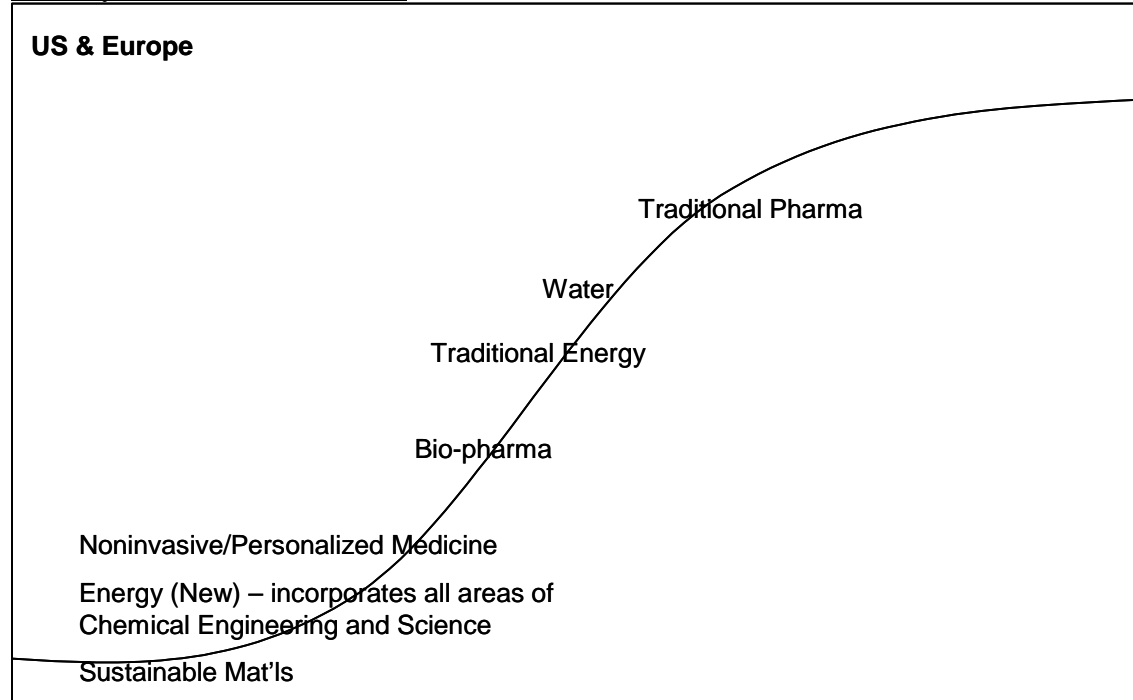 US & Europe
Traditional Pharma
Water
Traditional Energy
Bio-pharma
Noninvasive/Personalized Medicine
Energy (New) – incorporates all areas of
Chemical Engineering and Science
Sustainable Mat'ls